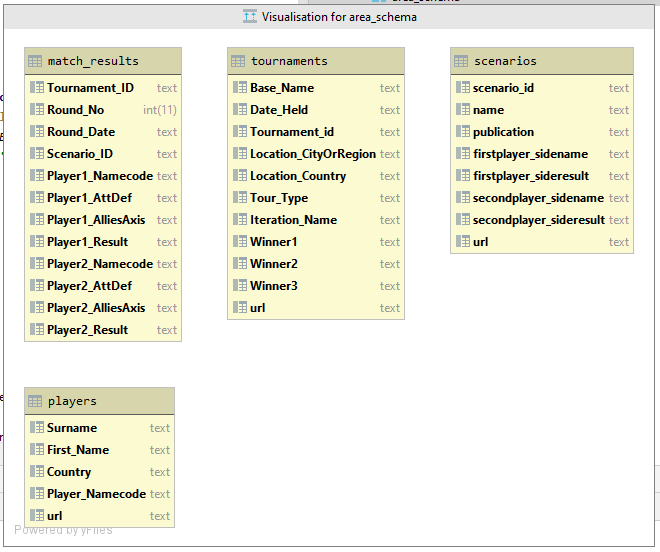 area_schema
Visualisation for area_schema
match_results
Tournament_ID text
Round_No int(11)
Round_Date text
Scenario_ID text
Player1_Namecode text
Player1_AttDef text
Player1_AlliesAxis text
Player1_Result text
Player2_Namecode text
Player2_AttDef text
Player2_AlliesAxis text
Player2_Result text
tournaments
Base_Name text
Date_Held text
Tournament_id text
Location_CityOrRegion text
Location_Country text
Tour_Type text
Iteration_Name text
Winner1 text
Winner2 text
Winner3 text
url text
scenarios
scenario_id text
name text
publication text
firstplayer_sidename text
firstplayer_sideresult text
secondplayer_sidename text
secondplayer_sideresult text
url text
players
Surname text
First_Name text
Country text
Player_Namecode text
url text
Powered by yFiles